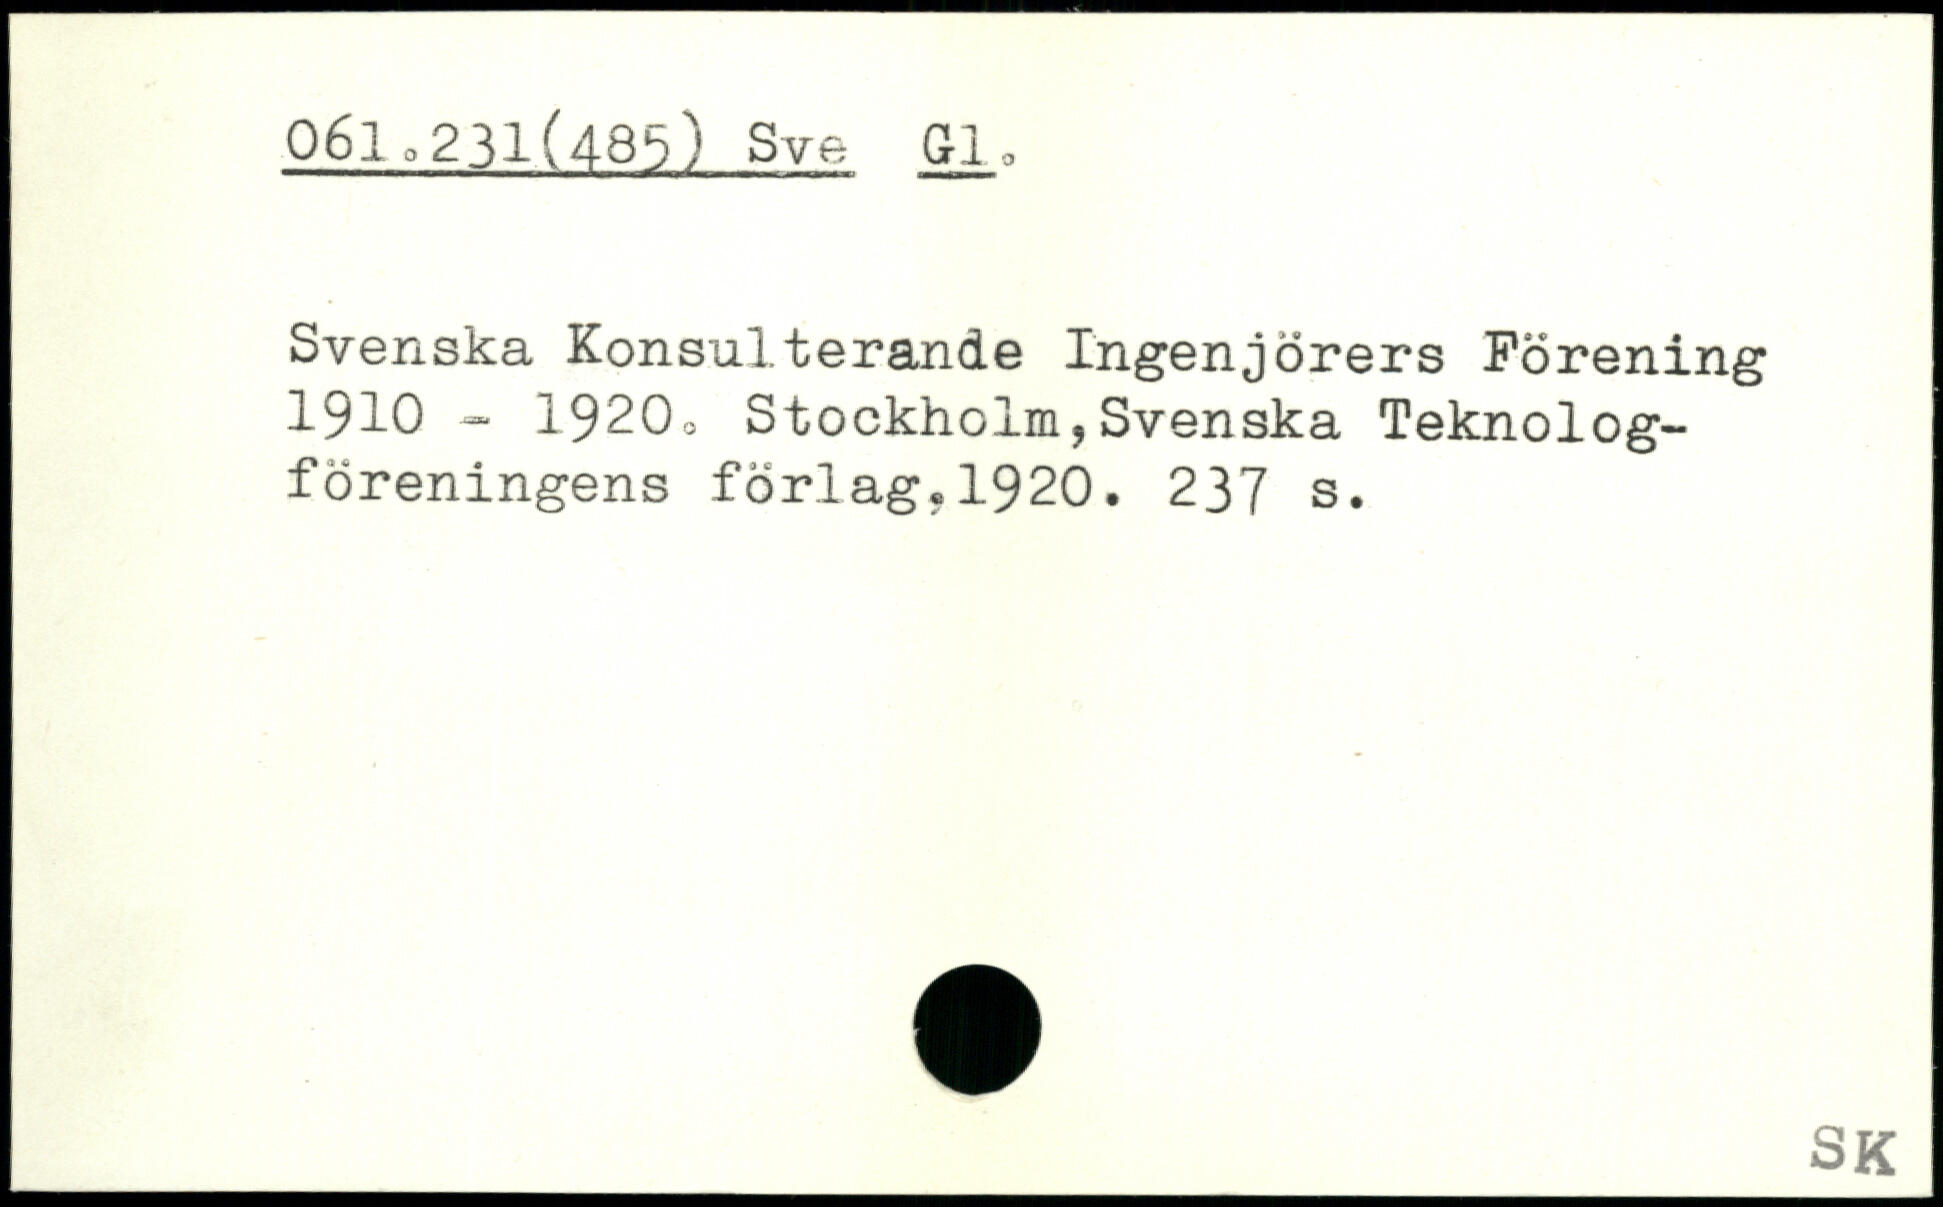 061.231(485) Sve Gl.
Svenska Konsulterande Ingenjörers Förening
1910 - 1920. Stockholm,Svenska Teknolog-
föreningens förlag,1920. 237 s.
SK